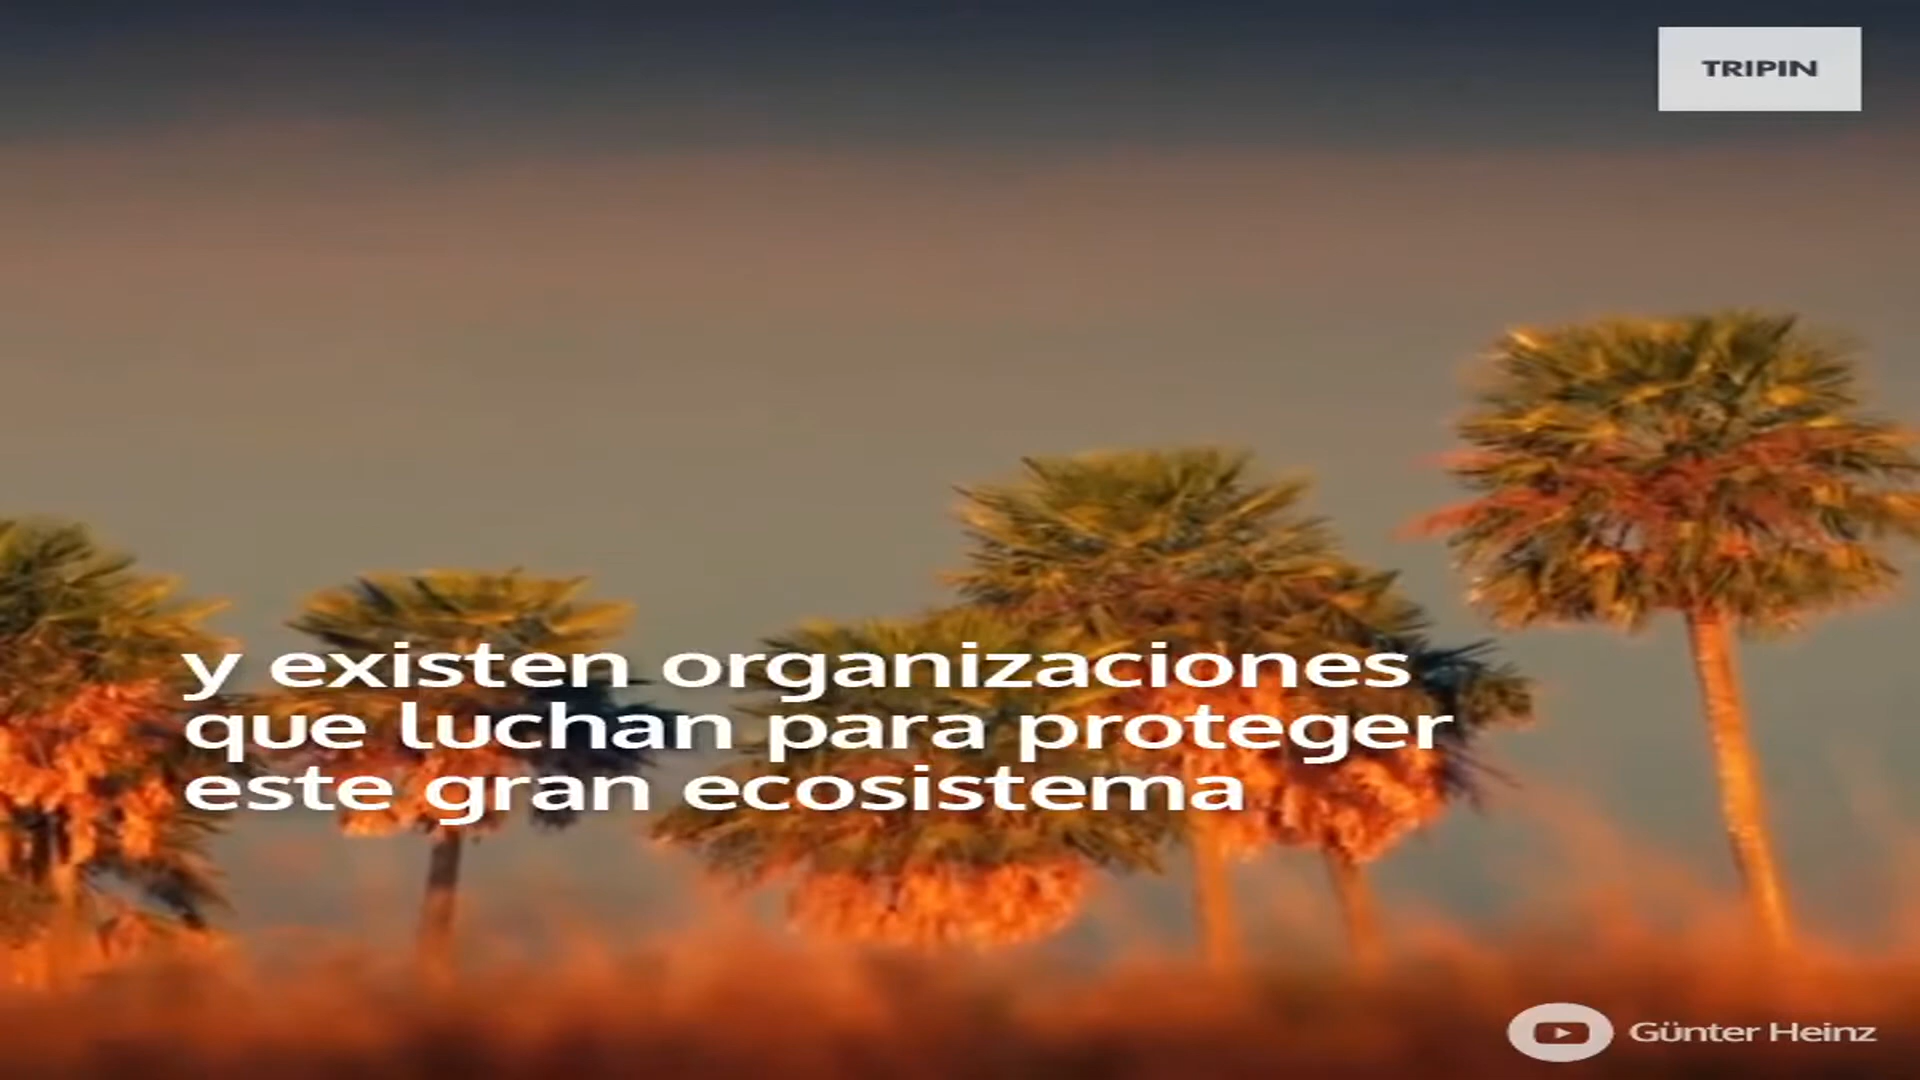 TRIPIN
y existen organizaciones
que luchan para proteger
este gran ecosistema
Günter Heinz